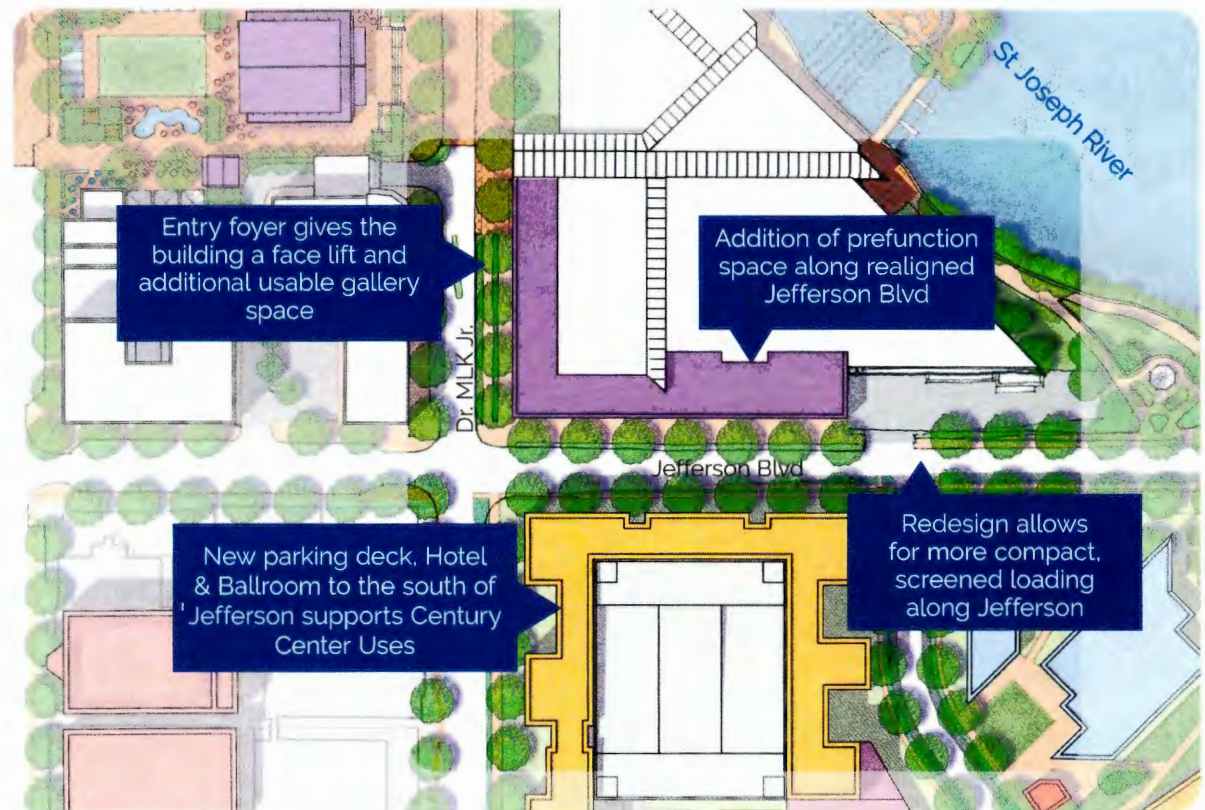 St Joseph River
Entry foyer gives the
building a face lift and
additional usable gallery
space
Addition of prefunction
space along realigned
Jefferson Blvd
Dr. MLK Jr.
Jefferson Blvd
New parking deck, Hotel
& Ballroom to the south of
Jefferson supports Century
Center Uses
Redesign allows
for more compact,
screened loading
along Jefferson